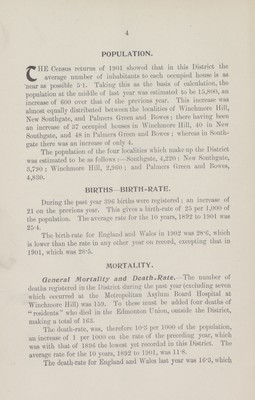 4
POPULATION.
THE Census returns of 1901 showed that in this District the
average number of inhabitants to each occupied house is as
near as possible 5·1. Taking this as the basis of calculation, the
population at the middle of last year was estimated to be 15,800, an
increase of 600 over that of the previous year. This increase was
almost equally distributed between the localities of Winchmore Hill,
New Southgate, and Palmers Green and Bowes; there having been
an increase of 37 occupied houses in Winchmore Hill, 40 in New
Southgate, and 48 in Palmers Green and Bowes; whereas in South-
gate there was an increase of only 4.
The population of the four localities which make up the District
was estimated to be as follows:—Southgate, 4,220; New Southgate,
3,790; Winchmore Hill, 2,960; and Palmers Green and Bowes,
4,830.
BIRTHS—BIRTH-RATE.
During the past year 396 births were registered; an increase of
21 on the previous year. This gives a birth-rate of 25 per 1,000 of
the population. The average rate for the 10 years, 1892 to 1901 was
25·4.
The birth-rate for England and Wales in 1902 was 28·6, which
is lower than the rate in any other year on record, excepting that in
1901, which was 28·5.
MORTALITY.
General Mortality and Death-Rate.—The number of
deaths registered in the District during the past year (excluding seven
which occurred at the Metropolitan Asylum Board Hospital at
Winchmore Hill) was 159. To these must be added four deaths of
"residents" who died in the Edmonton Union, outside the District,
making a total of 163.
The death-rate, was, therefore 10·3 per 1000 of the population,
an increase of 1 per 1000 on the rate of the preceding year, which
was with that of 1896 the lowest yet recorded in this District. The
average rate for the 10 years, 1892 to 1901, was 11·8.
The death-rate for England and Wales last year was 16·3, which